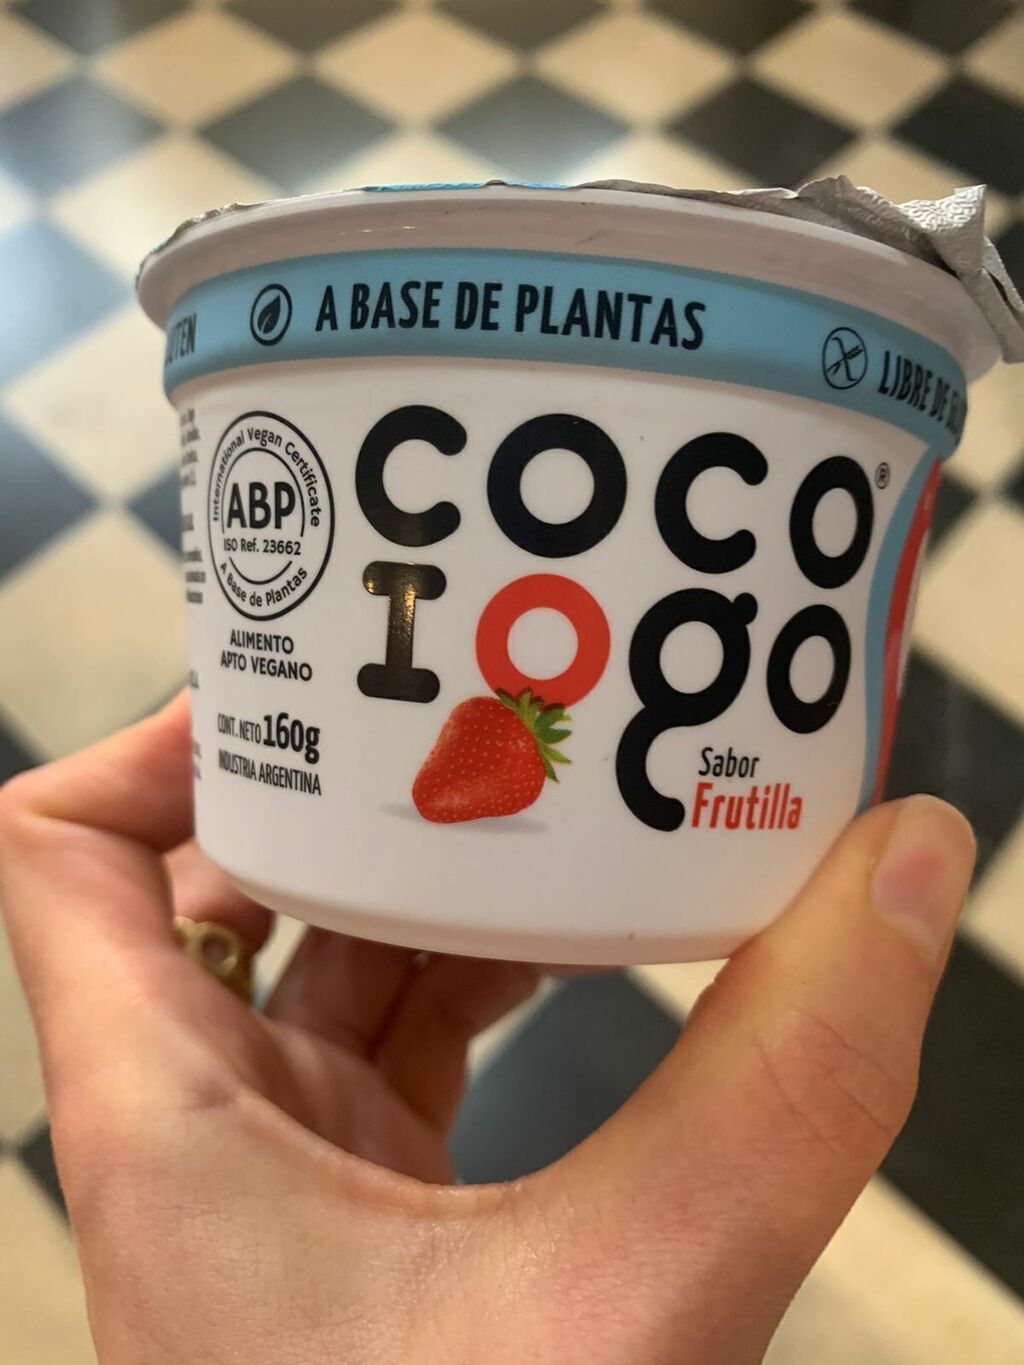 A BASE DE PLANTAS
LIBRE DE
International Vegan Certificate
ABP
ISO Ref. 23662
A Base de Plantas
ALIMENTO
APTO VEGANO
CONT. NETO 160g
INDUSTRIA ARGENTINA
COCO®
IOGO
Sabor
Frutilla